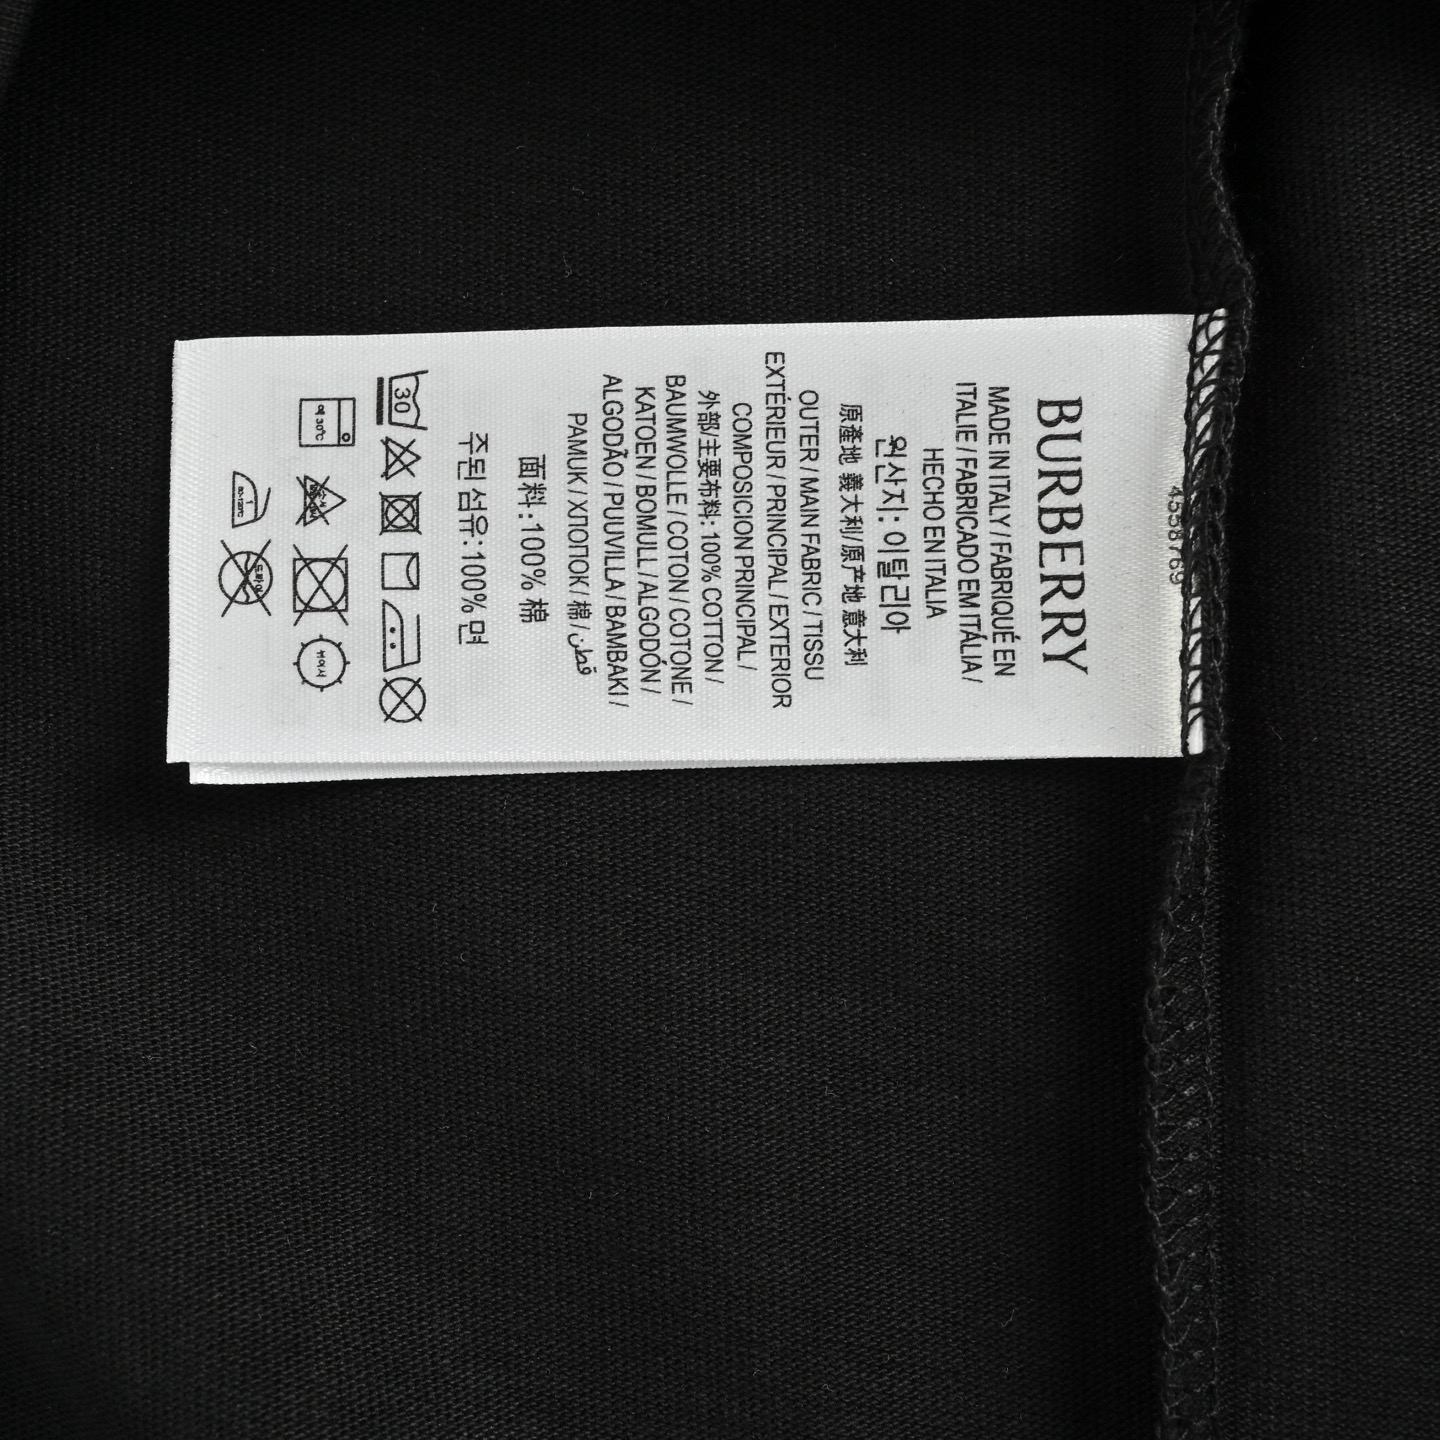 4558769
BURBERRY
MADE IN ITALY / FABRIQUÉ EN
ITALIE / FABRICADO EM ITÁLIA /
HECHO EN ITALIA
원산지: 이탈리아
原產地 義大利/原产地 意大利
OUTER / MAIN FABRIC / TISSU
EXTÉRIEUR / PRINCIPAL / EXTERIOR
COMPOSICION PRINCIPAL /
外部/主要布料: 100% COTTON /
BAUMWOLLE / COTON / COTONE /
KATOEN / BOMULL / ALGODÓN /
ALGODÃO / PUUVILLA / BAMBAKI /
PAMUK / ХПОПОК / 棉 / قطن
面料:100% 棉
주된 섬유:100% 면
30
약 30℃